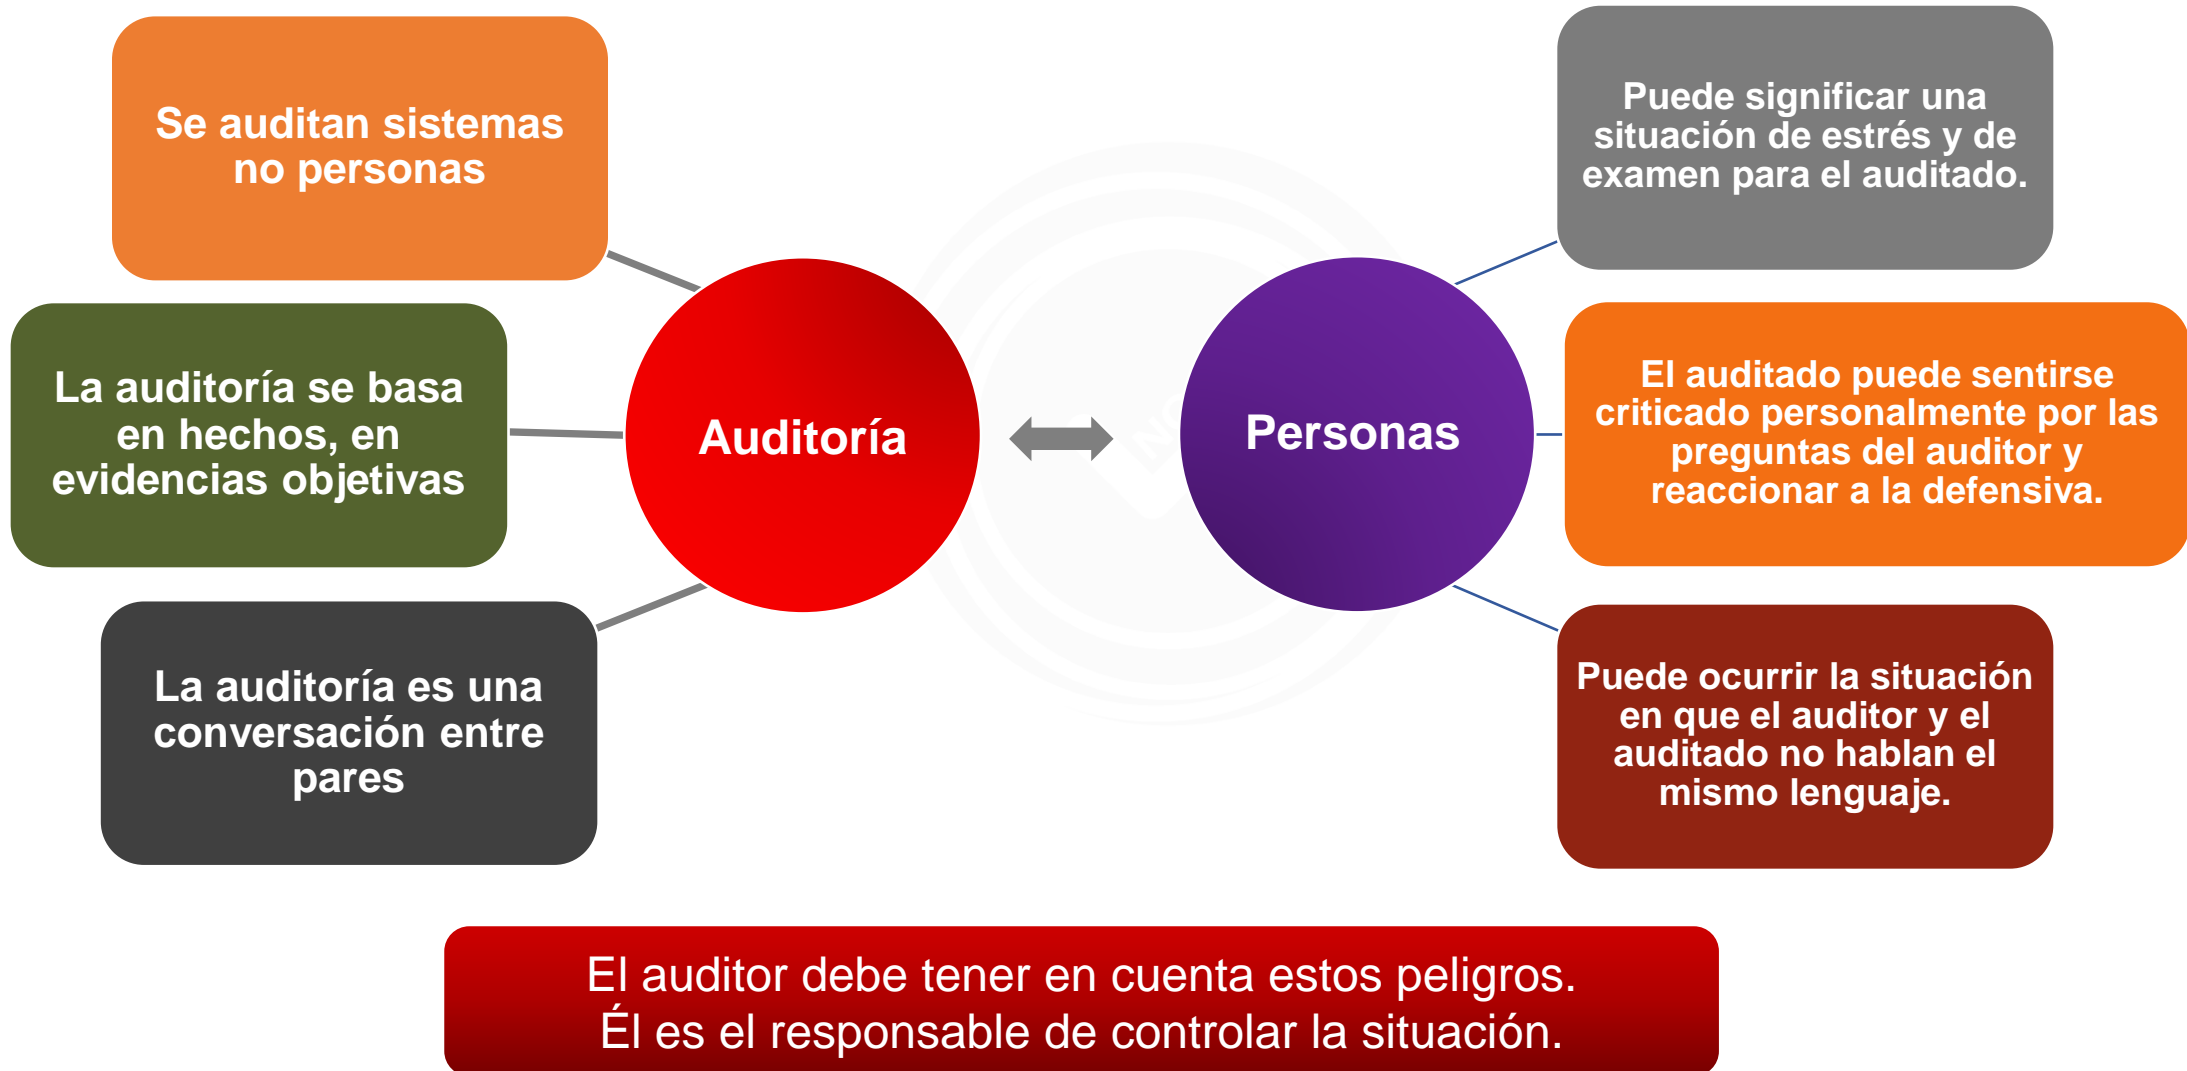 Se auditan sistemas
no personas
La auditoría se basa
en hechos, en
evidencias objetivas
La auditoría es una
conversación entre
pares
Auditoría
Personas
Puede significar una
situación de estrés y de
examen para el auditado.
El auditado puede sentirse
criticado personalmente por las
preguntas del auditor y
reaccionar a la defensiva.
Puede ocurrir la situación
en que el auditor y el
auditado no hablan el
mismo lenguaje.
El auditor debe tener en cuenta estos peligros.
Él es el responsable de controlar la situación.